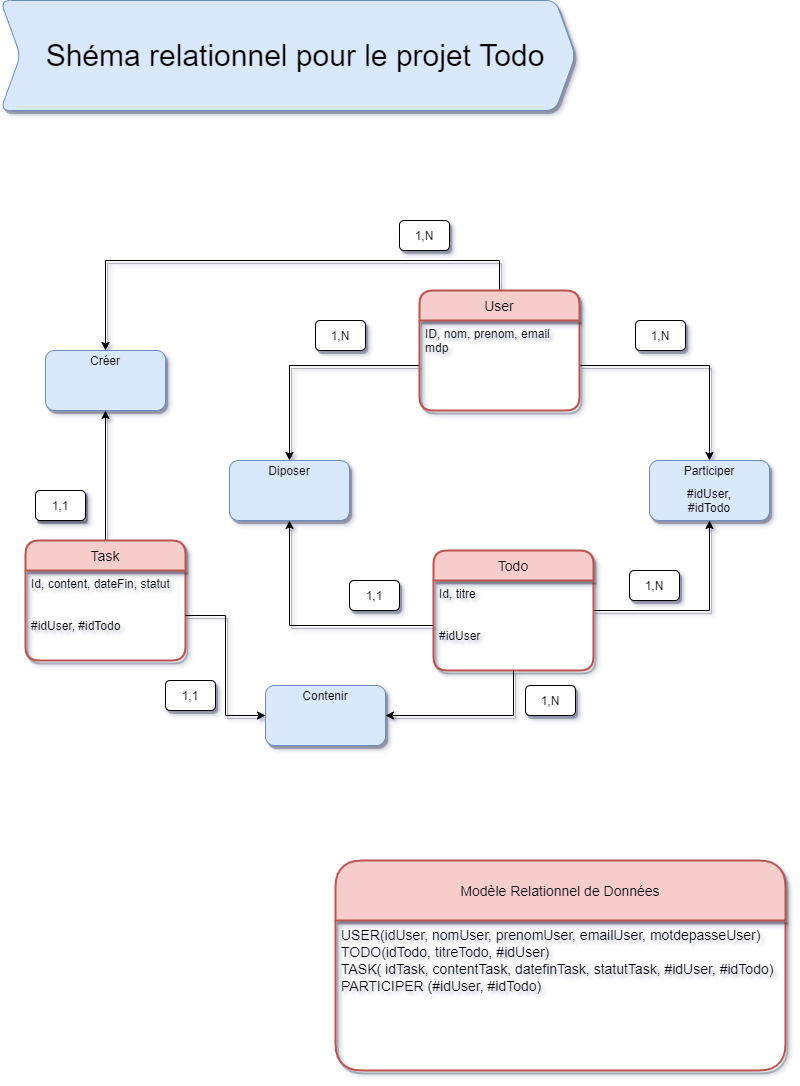 Shéma relationnel pour le projet Todo
1,N
User
ID, nom, prenom, email
mdp
1,N
1,N
Créer
Diposer
Participer
#idUser,
#idTodo
1,1
Task
Id, content, dateFin, statut
#idUser, #idTodo
Todo
Id, titre
#idUser
1,1
1,N
1,1
Contenir
1,N
Modèle Relationnel de Données
USER(idUser, nomUser, prenomUser, emailUser, motdepasseUser)
TODO(idTodo, titreTodo, #idUser)
TASK( idTask, contentTask, datefinTask, statutTask, #idUser, #idTodo)
PARTICIPER (#idUser, #idTodo)